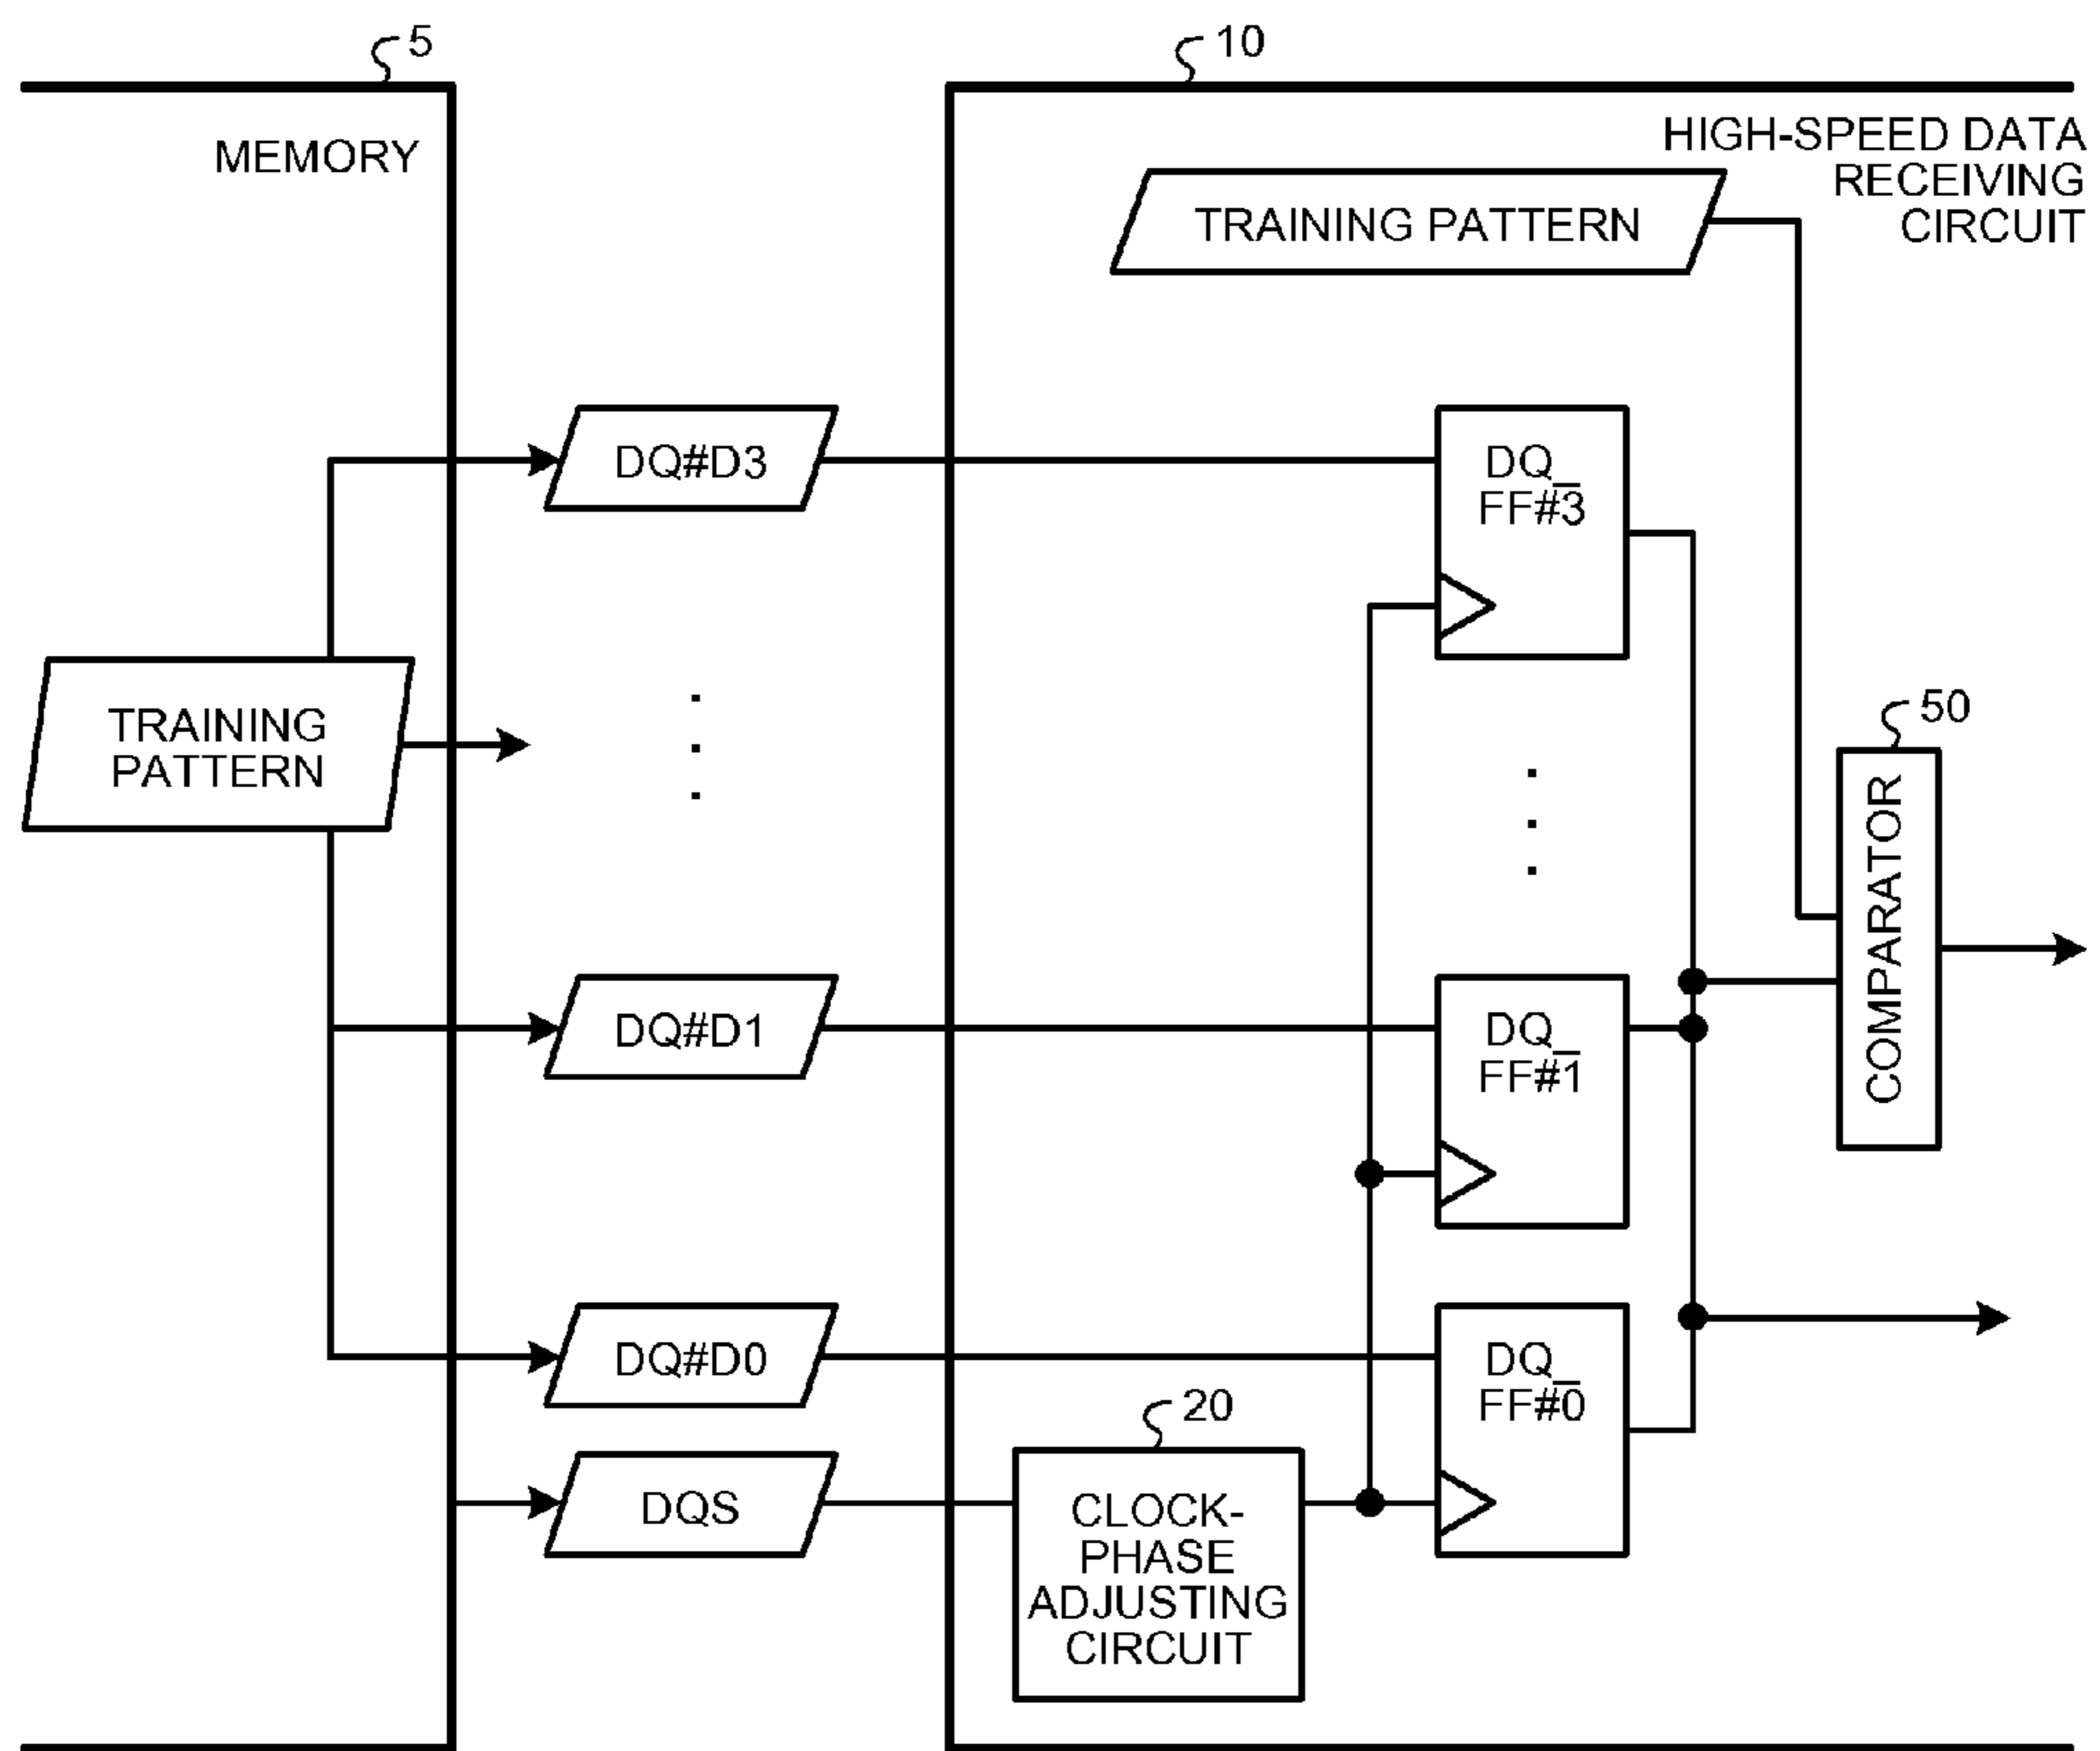 5
10
MEMORY
HIGH-SPEED DATA
RECEIVING
CIRCUIT
TRAINING PATTERN
DQ#D3
DQ_
FF#3
TRAINING
PATTERN
50
COMPARATOR
DQ#D1
DQ_
FF#1
DQ#D0
DQ_
FF#0
20
DQS
CLOCK-
PHASE
ADJUSTING
CIRCUIT